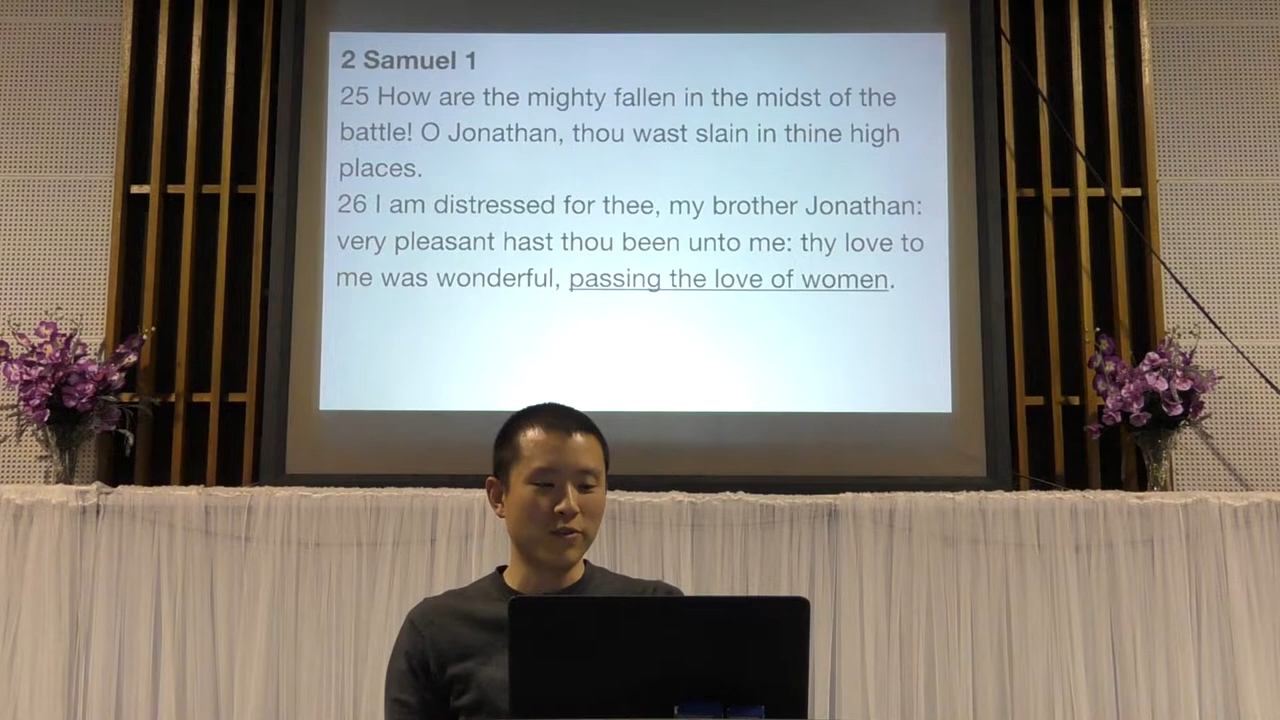 2 Samuel 1
25 How are the mighty fallen in the midst of the
battle! O Jonathan, thou wast slain in thine high
places.
26 I am distressed for thee, my brother Jonathan:
very pleasant hast thou been unto me: thy love to
me was wonderful, passing the love of women.